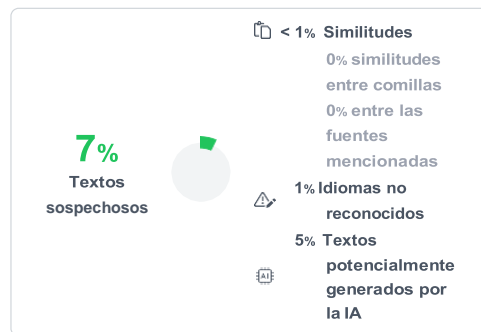 7%
Textos
sospechosos
< 1% Similitudes
0% similitudes
entre comillas
0% entre las
fuentes
mencionadas
1% Idiomas no
reconocidos
5% Textos
potencialmente
generados por
la IA
AI